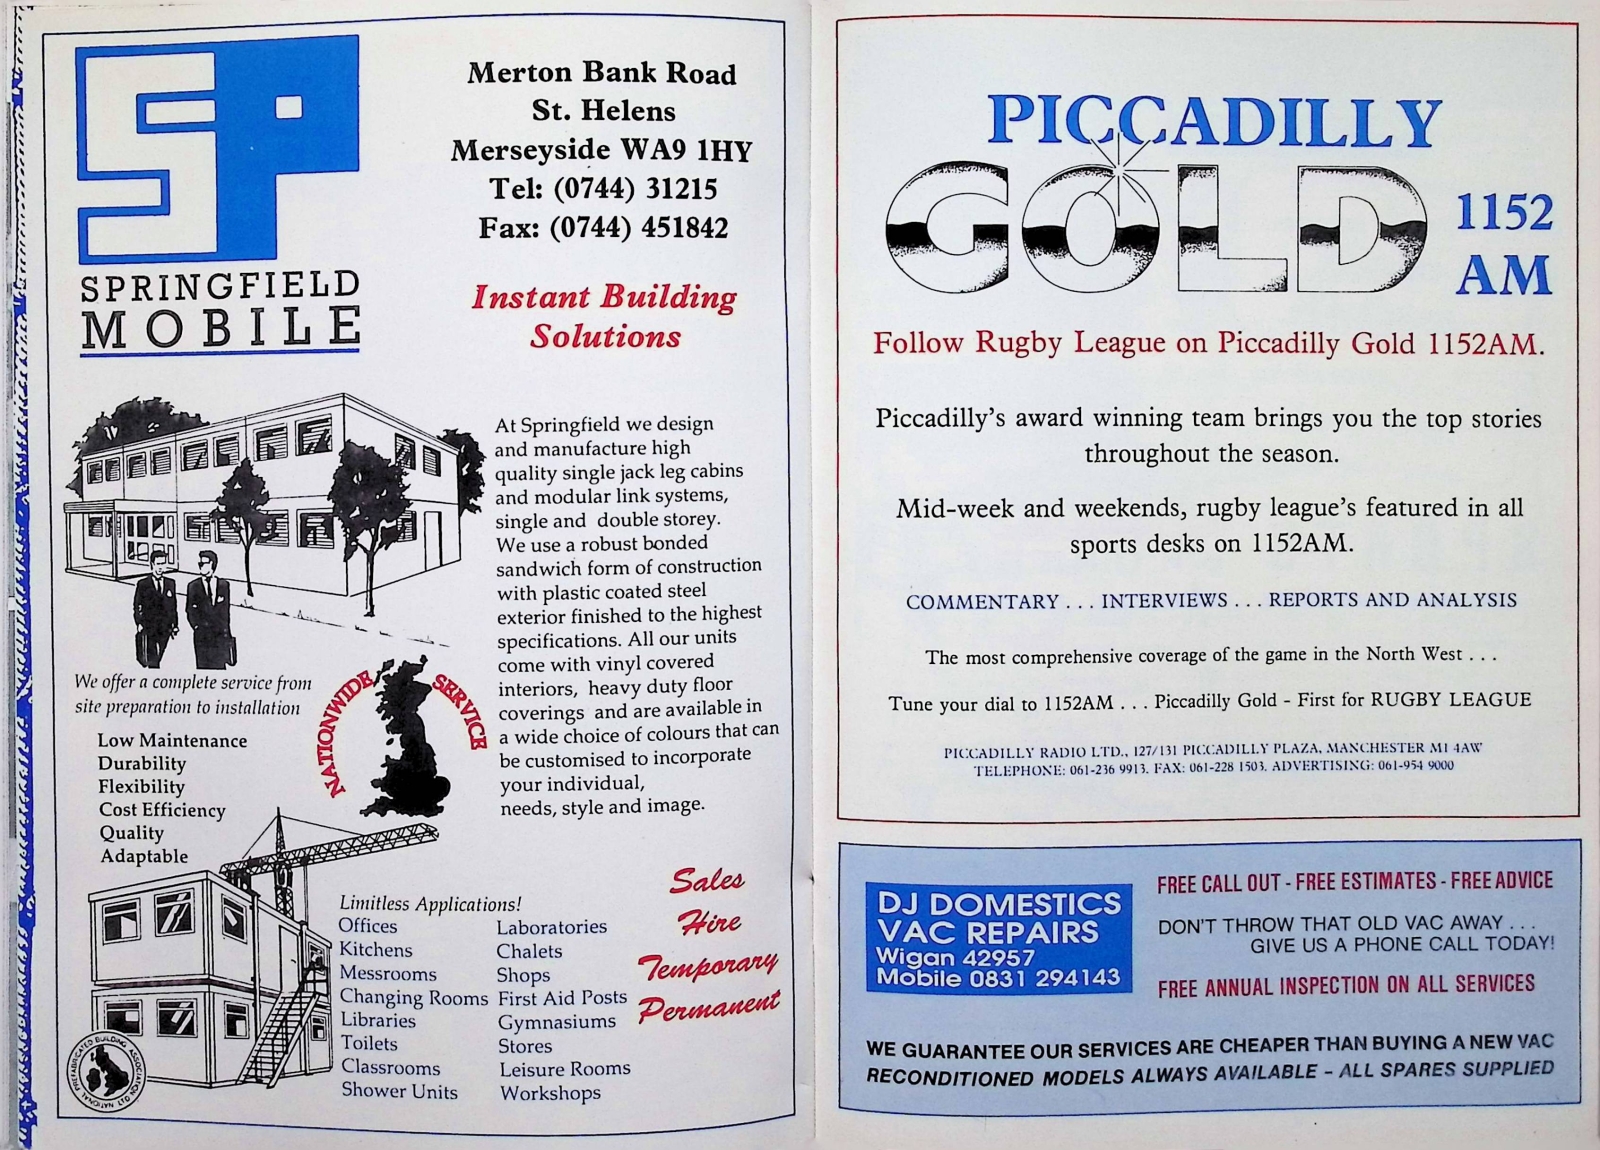 SP
SPRINGFIELD
MOBILE
Merton Bank Road
St. Helens
Merseyside WA9 1HY
Tel: (0744) 31215
Fax: (0744) 451842
Instant Building
Solutions
At Springfield we design
and manufacture high
quality single jack leg cabins
and modular link systems,
single and double storey.
We use a robust bonded
sandwich form of construction
with plastic coated steel
exterior finished to the highest
specifications. All our units
come with vinyl covered
interiors, heavy duty floor
coverings and are available in
a wide choice of colours that can
be customised to incorporate
your individual,
needs, style and image.
We offer a complete service from
site preparation to installation
NATIONWIDE SERVICE
Low Maintenance
Durability
Flexibility
Cost Efficiency
Quality
Adaptable
Limitless Applications!
Offices
Kitchens
Messrooms
Changing Rooms
Libraries
Toilets
Classrooms
Shower Units
Laboratories
Chalets
Shops
First Aid Posts
Gymnasiums
Stores
Leisure Rooms
Workshops
Sales
Hire
Temporary
Permanent
NATIONAL PREFABRICATED BUILDING ASSOCIATION LTD
PICCADILLY
GOLD
1152
AM
Follow Rugby League on Piccadilly Gold 1152AM.
Piccadilly's award winning team brings you the top stories
throughout the season.
Mid-week and weekends, rugby league's featured in all
sports desks on 1152AM.
COMMENTARY . . . INTERVIEWS . . . REPORTS AND ANALYSIS
The most comprehensive coverage of the game in the North West . . .
Tune your dial to 1152AM . . . Piccadilly Gold - First for RUGBY LEAGUE
PICCADILLY RADIO LTD., 127/131 PICCADILLY PLAZA, MANCHESTER M1 4AW
TELEPHONE: 061-236 9913. FAX: 061-228 1503. ADVERTISING: 061-954 9000
DJ DOMESTICS
VAC REPAIRS
Wigan 42957
Mobile 0831 294143
FREE CALL OUT - FREE ESTIMATES - FREE ADVICE
DON'T THROW THAT OLD VAC AWAY . . .
GIVE US A PHONE CALL TODAY!
FREE ANNUAL INSPECTION ON ALL SERVICES
WE GUARANTEE OUR SERVICES ARE CHEAPER THAN BUYING A NEW VAC
RECONDITIONED MODELS ALWAYS AVAILABLE - ALL SPARES SUPPLIED